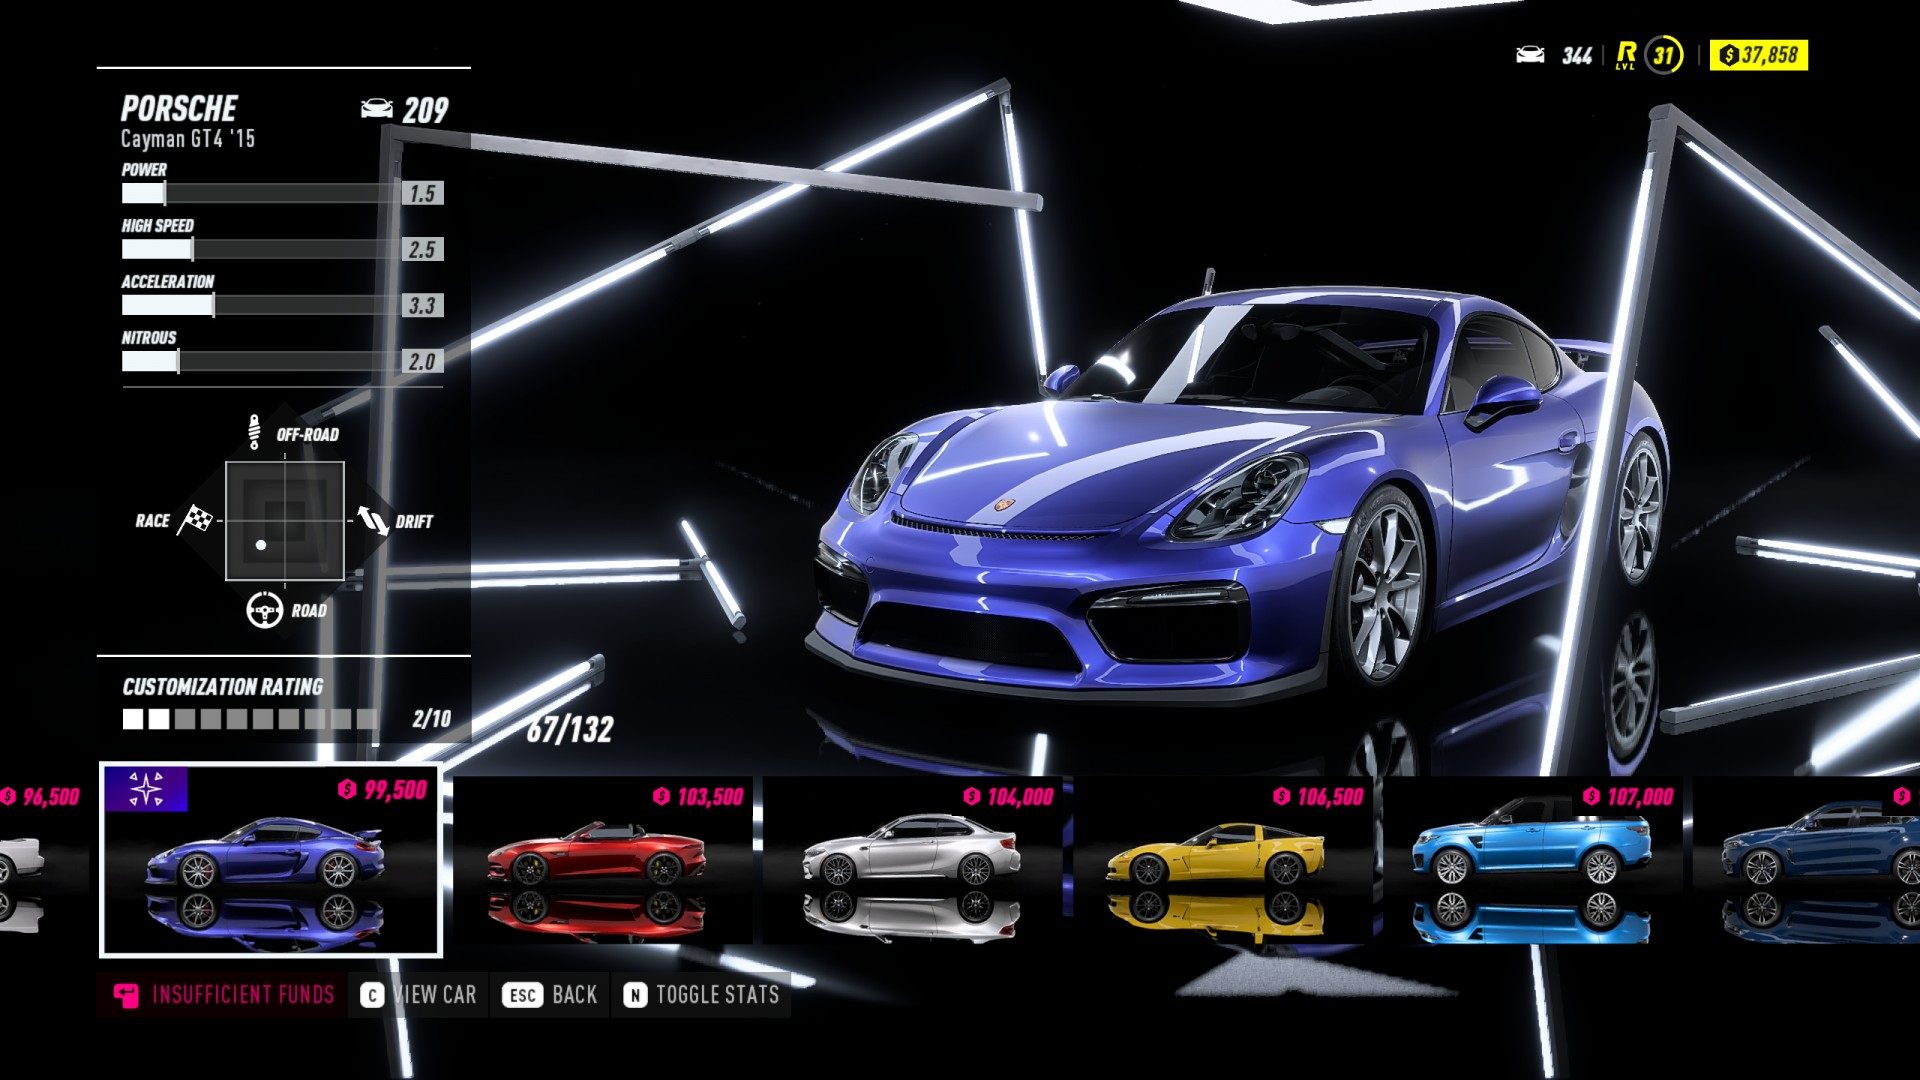 344 | R LVL 31 | 37,858
PORSCHE 209
Cayman GT4 '15
POWER
1.5
HIGH SPEED
2.5
ACCELERATION
3.3
NITROUS
2.0
OFF-ROAD
RACE
DRIFT
ROAD
CUSTOMIZATION RATING
2/10
67/132
96,500
99,500
103,500
104,000
106,500
107,000
INSUFFICIENT FUNDS
C VIEW CAR
ESC BACK
N TOGGLE STATS